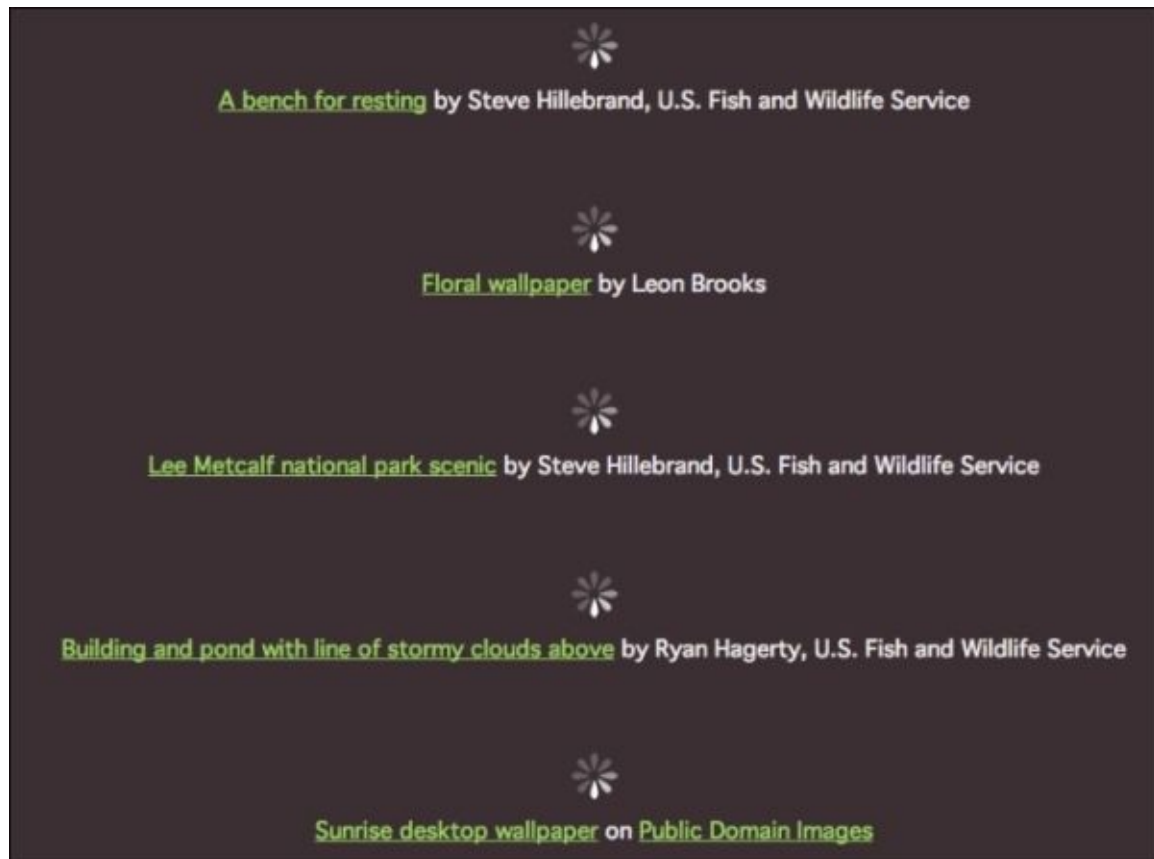 A bench for resting by Steve Hillebrand, U.S. Fish and Wildlife Service
Floral wallpaper by Leon Brooks
Lee Metcalf national park scenic by Steve Hillebrand, U.S. Fish and Wildlife Service
Building and pond with line of stormy clouds above by Ryan Hagerty, U.S. Fish and Wildlife Service
Sunrise desktop wallpaper on Public Domain Images